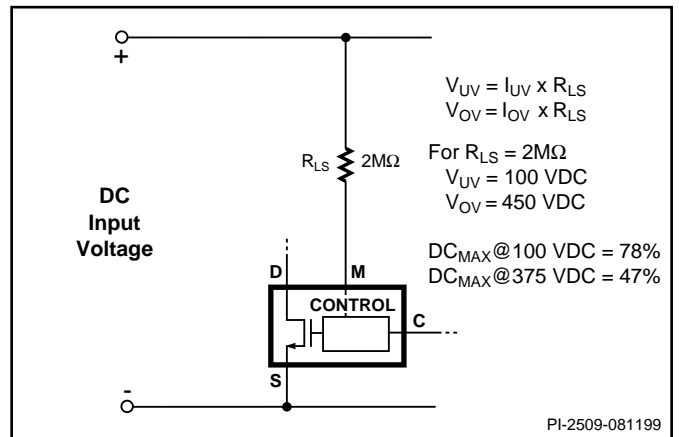 +
V_UV = I_UV x R_LS
V_OV = I_OV x R_LS
R_LS 2MΩ
For R_LS = 2MΩ
V_UV = 100 VDC
V_OV = 450 VDC
DC
Input
Voltage
DC_MAX@100 VDC = 78%
DC_MAX@375 VDC = 47%
D M
CONTROL
C
S
-
PI-2509-081199